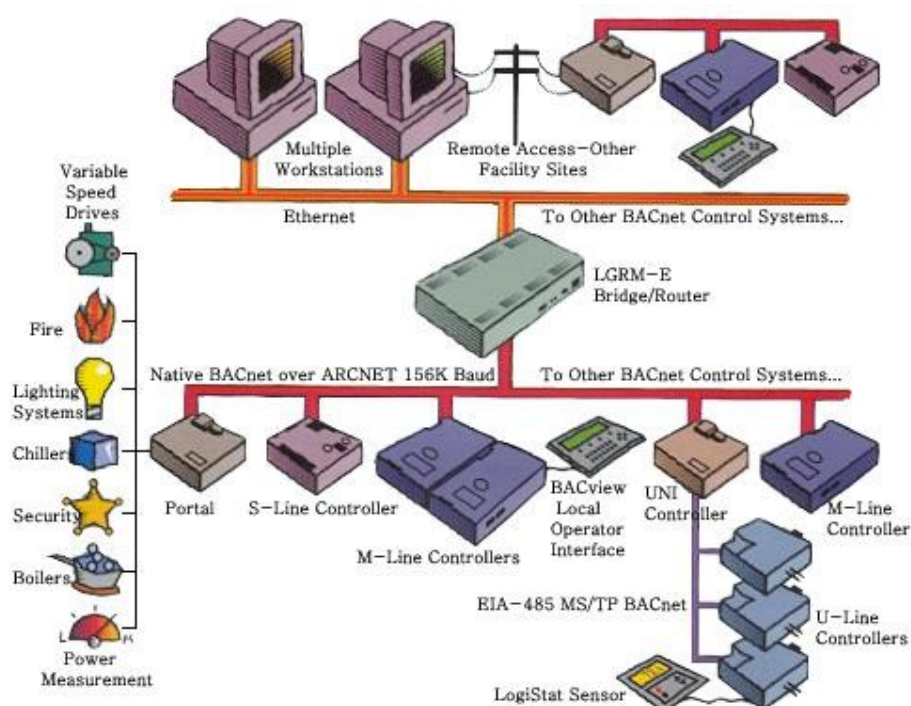 Multiple
Workstations
Remote Access-Other
Facility Sites
Variable
Speed
Drives
Ethernet
To Other BACnet Control Systems...
LGRM-E
Bridge/Router
Fire
Native BACnet over ARCNET 156K Baud
To Other BACnet Control Systems...
Lighting
Systems
Chillers
Portal
S-Line Controller
M-Line Controllers
BACview
Local
Operator
Interface
UNI
Controller
M-Line
Controller
Security
Boilers
EIA-485 MS/TP BACnet
U-Line
Controllers
Power
Measurement
LogiStat Sensor